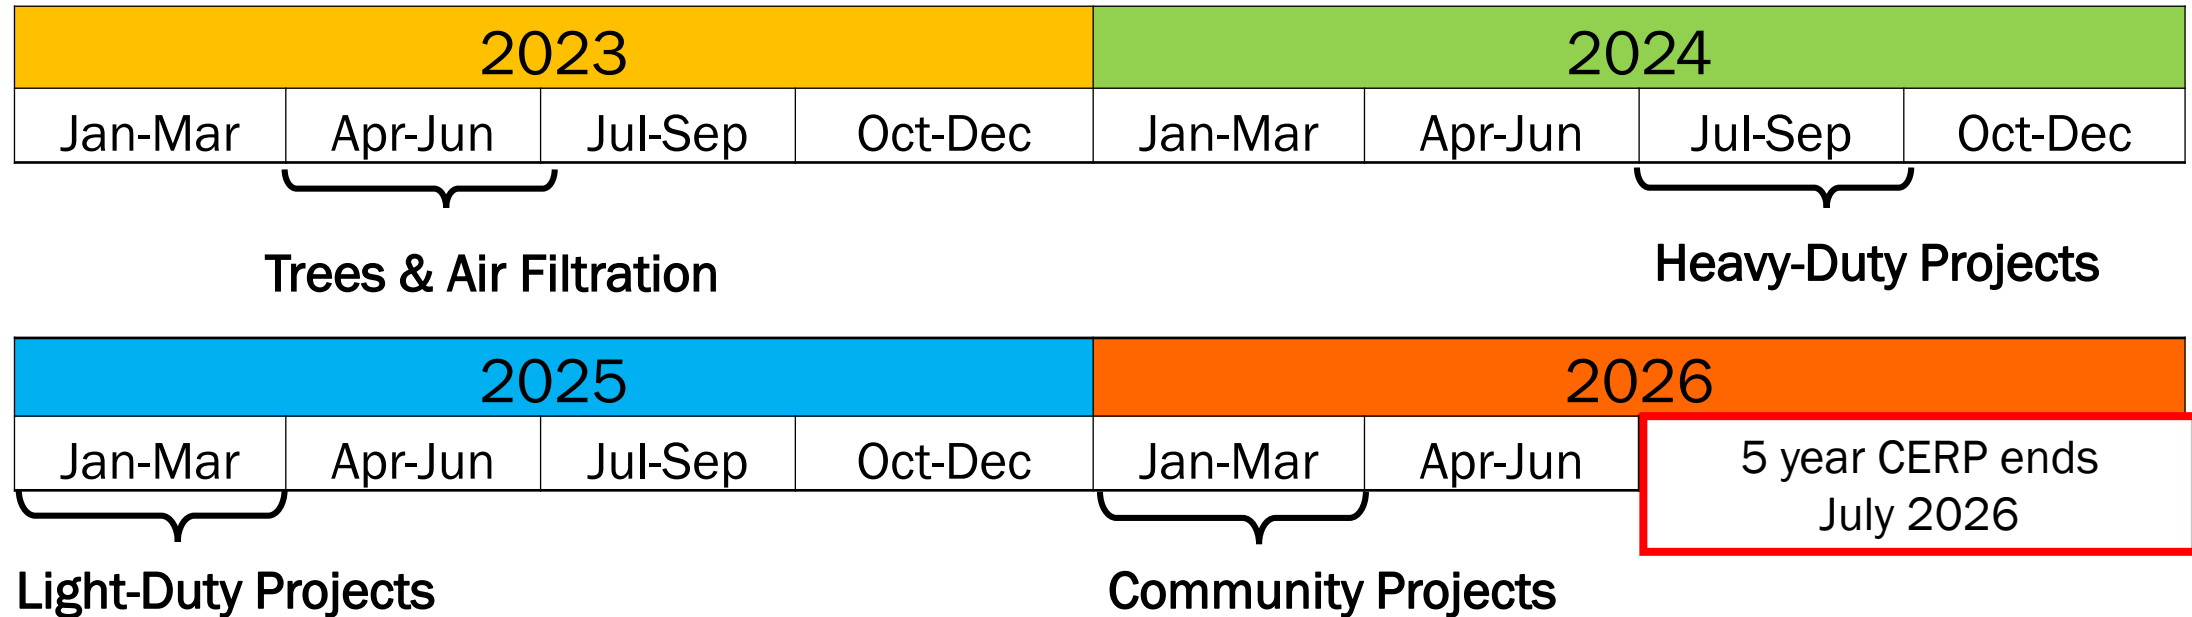 2023 2024
Jan-Mar Apr-Jun Jul-Sep Oct-Dec Jan-Mar Apr-Jun Jul-Sep Oct-Dec
Trees & Air Filtration
Heavy-Duty Projects
2025 2026
Jan-Mar Apr-Jun Jul-Sep Oct-Dec Jan-Mar Apr-Jun
5 year CERP ends
July 2026
Light-Duty Projects
Community Projects